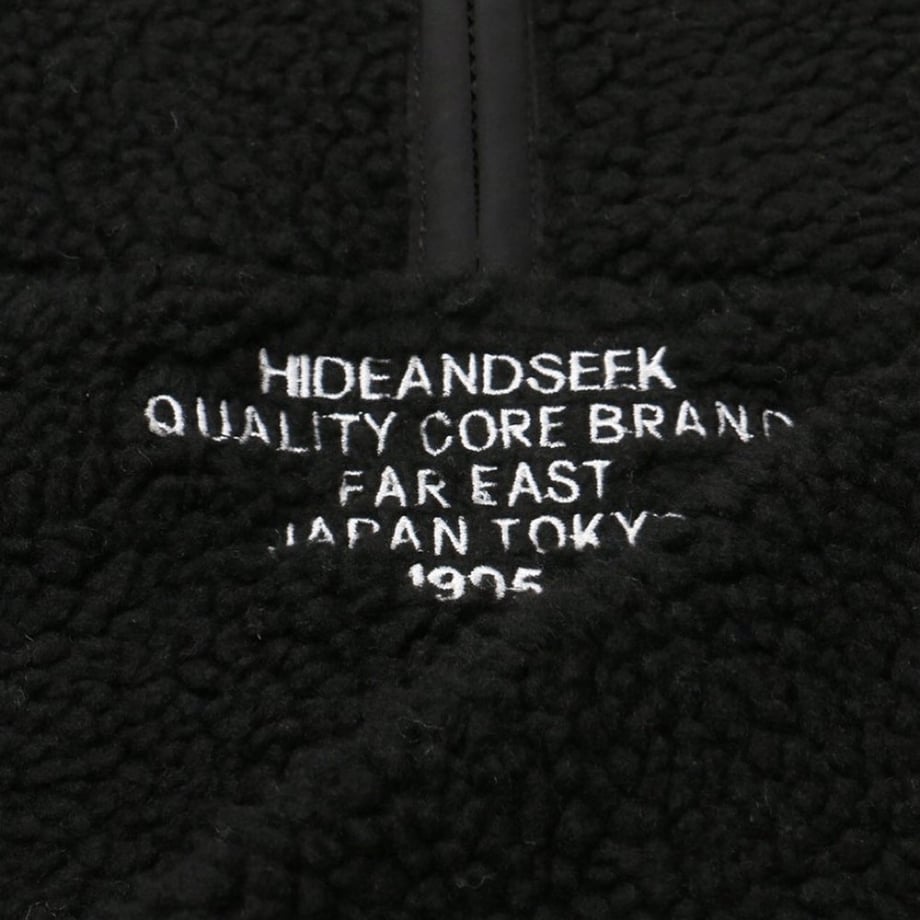 HIDEANDSEEK
QUALITY CORE BRAND
FAR EAST
JAPAN TOKYO
1995